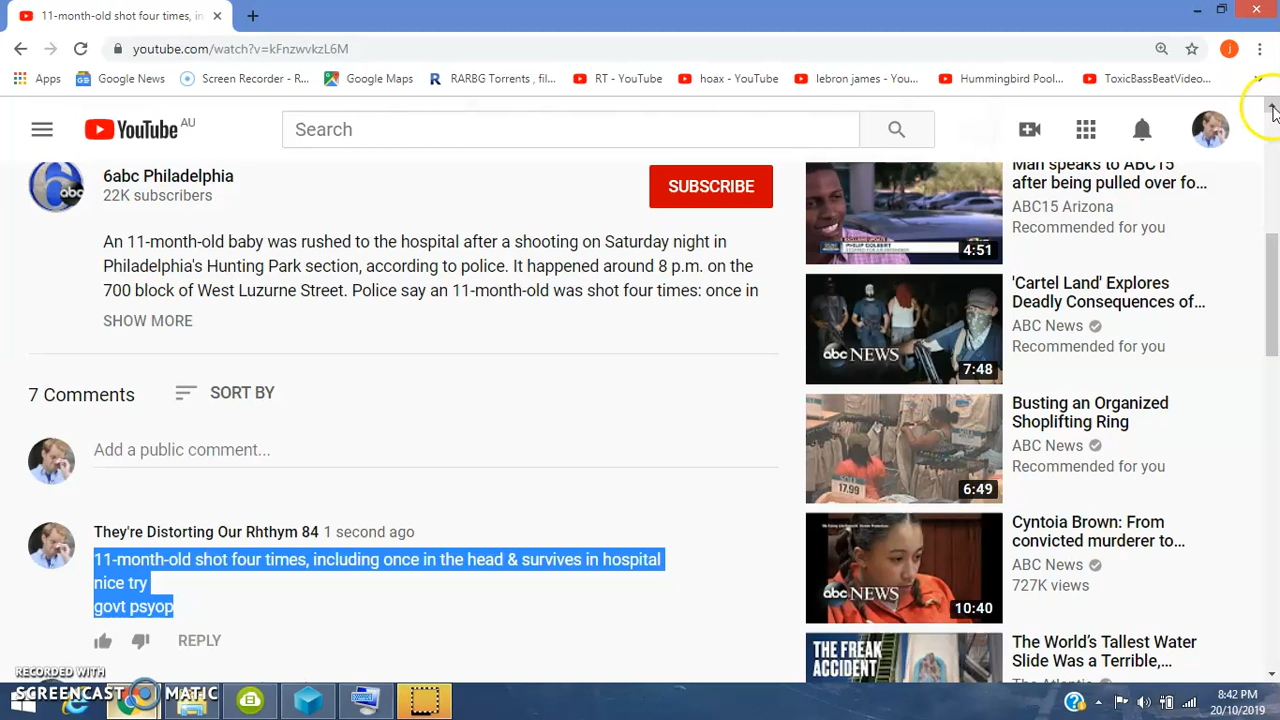 11-month-old shot four times, in
youtube.com/watch?v=kFnzwvkzL6M
Apps
Google News
Screen Recorder - R...
Google Maps
RARBG Torrents , fil...
RT - YouTube
hoax - YouTube
lebron james - You...
Hummingbird Pool...
ToxicBassBeatVideo...
YouTube AU
Search
6abc Philadelphia
22K subscribers
SUBSCRIBE
An 11-month-old baby was rushed to the hospital after a shooting on Saturday night in
Philadelphia's Hunting Park section, according to police. It happened around 8 p.m. on the
700 block of West Luzurne Street. Police say an 11-month-old was shot four times: once in
SHOW MORE
7 Comments
SORT BY
Add a public comment...
They're Distorting Our Rhthym 84 1 second ago
11-month-old shot four times, including once in the head & survives in hospital
nice try
govt psyop
REPLY
Man speaks to ABC15
after being pulled over fo...
ABC15 Arizona
Recommended for you
PHILIP COLBERT
4:51
'Cartel Land' Explores
Deadly Consequences of...
ABC News
Recommended for you
abc NEWS
7:48
Busting an Organized
Shoplifting Ring
ABC News
Recommended for you
17.99
6:49
Cyntoia Brown: From
convicted murderer to...
ABC News
727K views
abc NEWS
10:40
The World's Tallest Water
Slide Was a Terrible,...
THE FREAK
ACCIDENT
RECORDED WITH
SCREENCAST MATIC
8:42 PM
20/10/2019